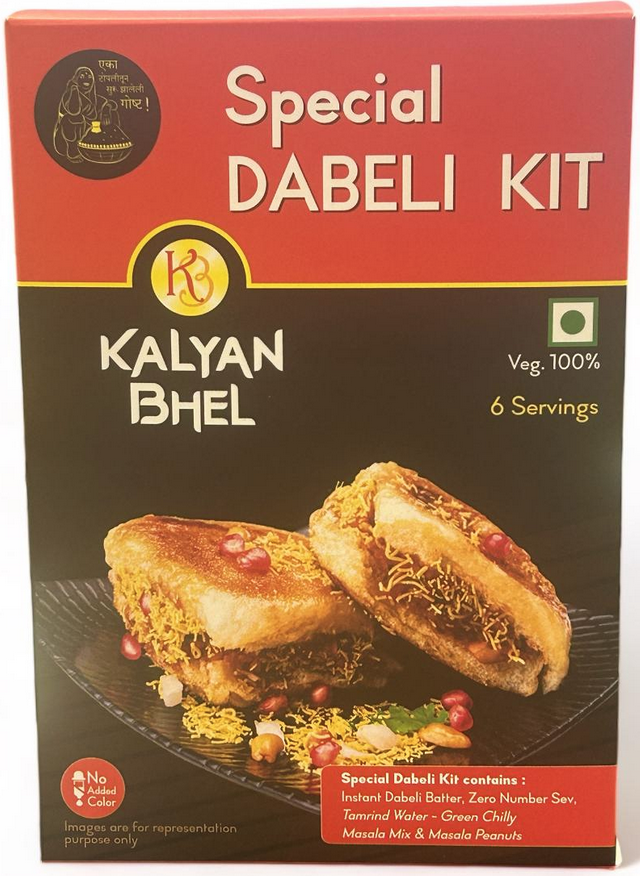 एका
टोपलीतून
सुरु झालेली
गोष्ट !
Special
DABELI KIT
KB
KALYAN
BHEL
Veg. 100%
6 Servings
No
Added
Color
Images are for representation
purpose only
Special Dabeli Kit contains :
Instant Dabeli Batter, Zero Number Sev,
Tamrind Water - Green Chilly
Masala Mix & Masala Peanuts